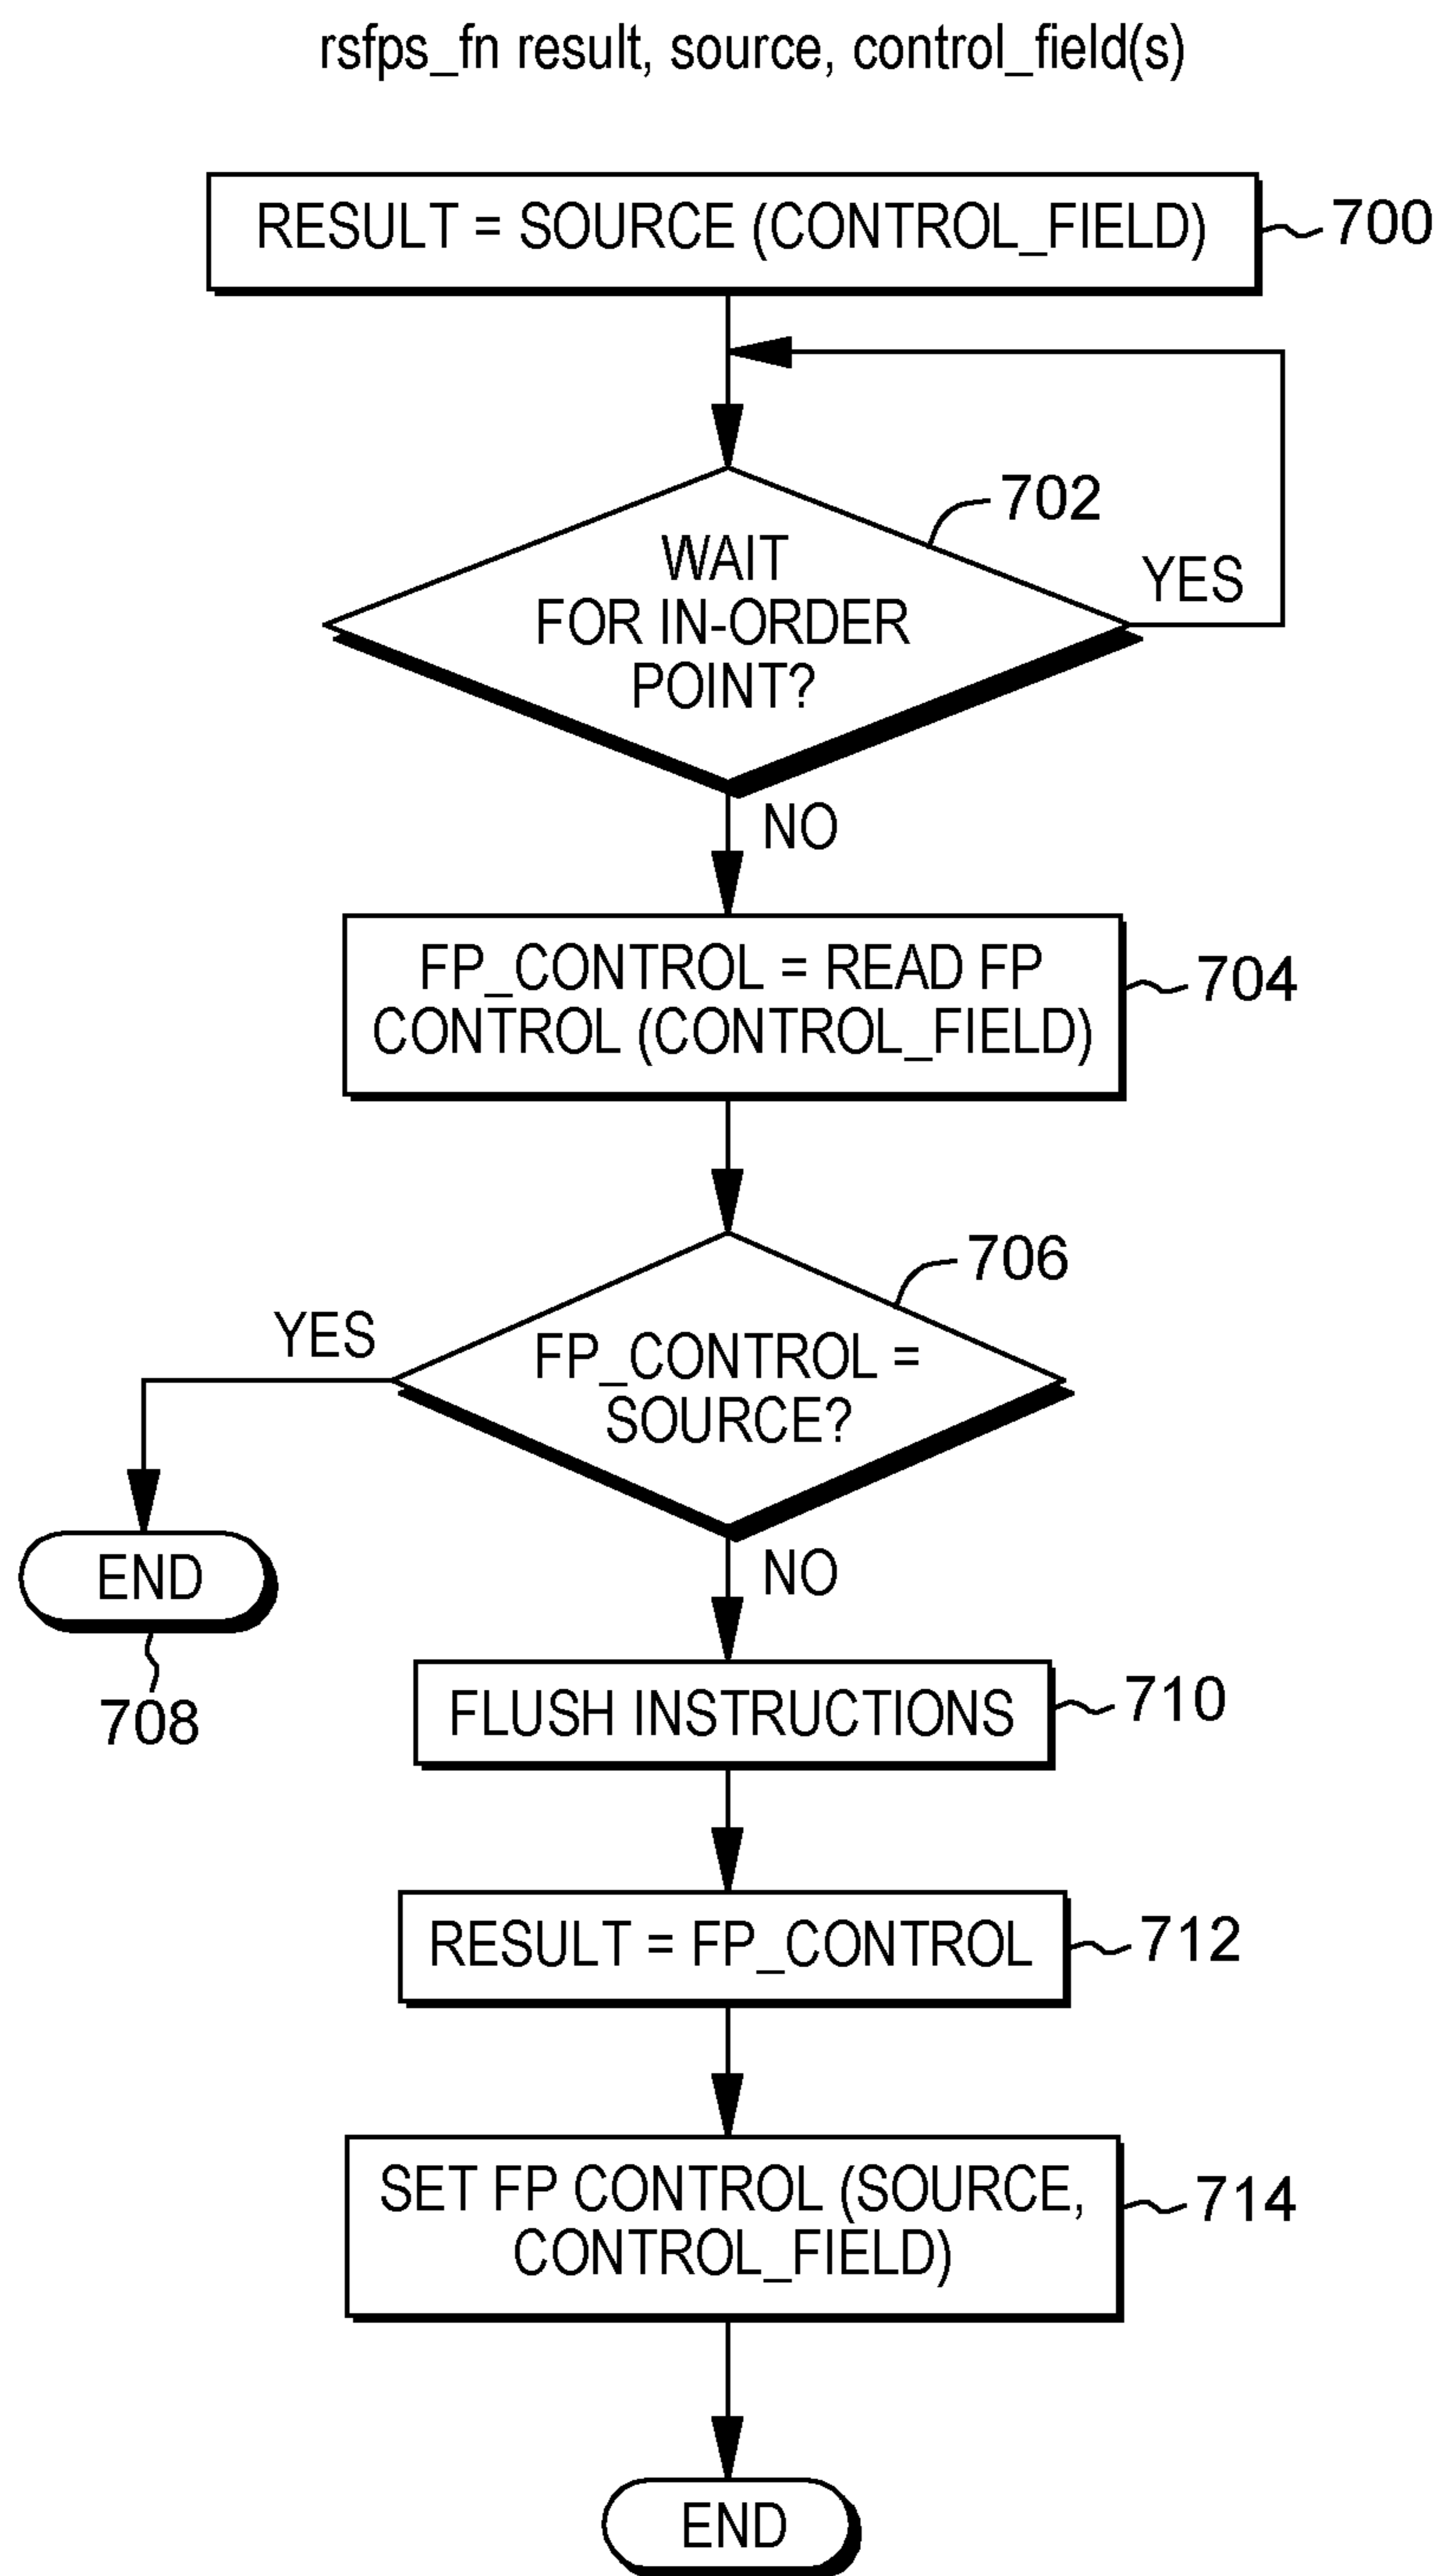 rsfps_fn result, source, control_field(s)
RESULT = SOURCE (CONTROL_FIELD)
700
702
WAIT
FOR IN-ORDER
POINT?
YES
NO
FP_CONTROL = READ FP
CONTROL (CONTROL_FIELD)
704
706
YES
FP_CONTROL =
SOURCE?
END
NO
708
FLUSH INSTRUCTIONS
710
RESULT = FP_CONTROL
712
SET FP CONTROL (SOURCE,
CONTROL_FIELD)
714
END